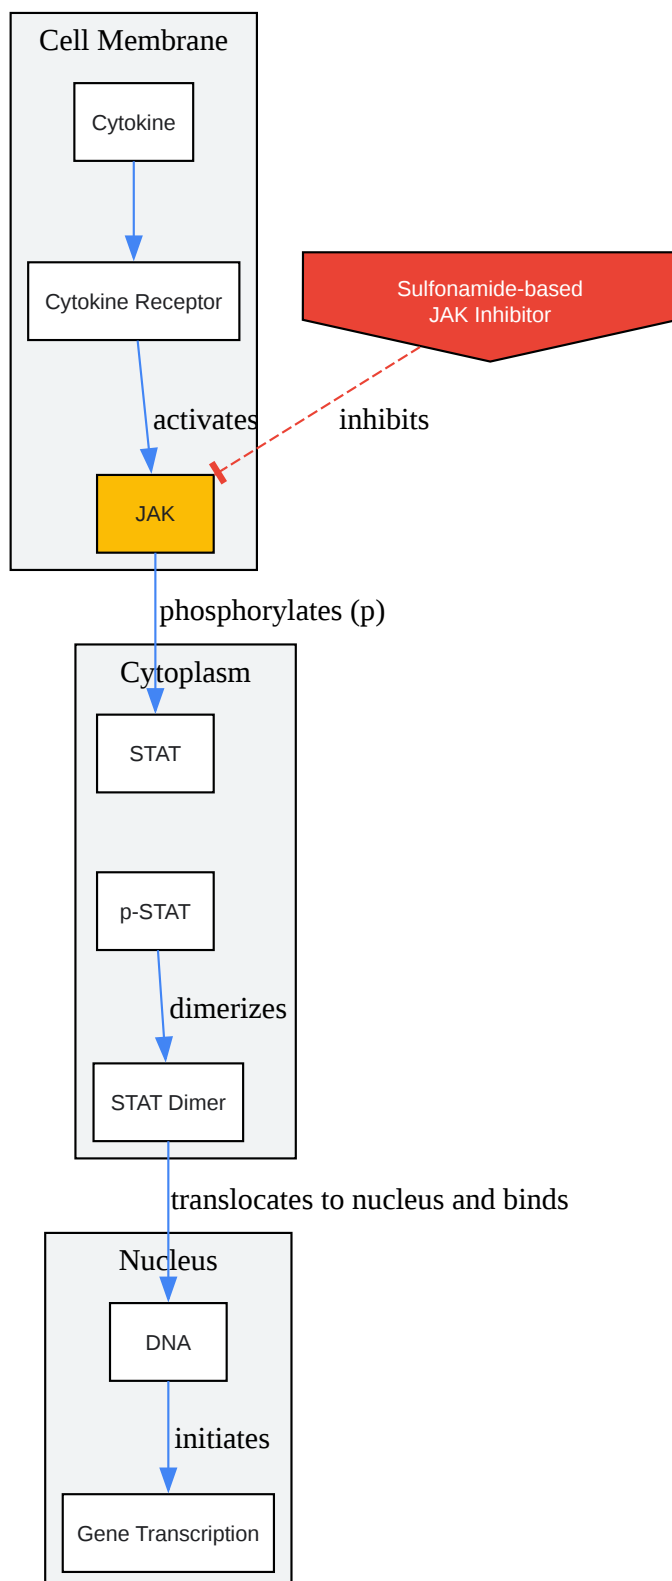 Cell Membrane
Cytokine
Cytokine Receptor
Sulfonamide-based
JAK Inhibitor
activates
inhibits
JAK
phosphorylates (p)
Cytoplasm
STAT
p-STAT
dimerizes
STAT Dimer
translocates to nucleus and binds
Nucleus
DNA
initiates
Gene Transcription